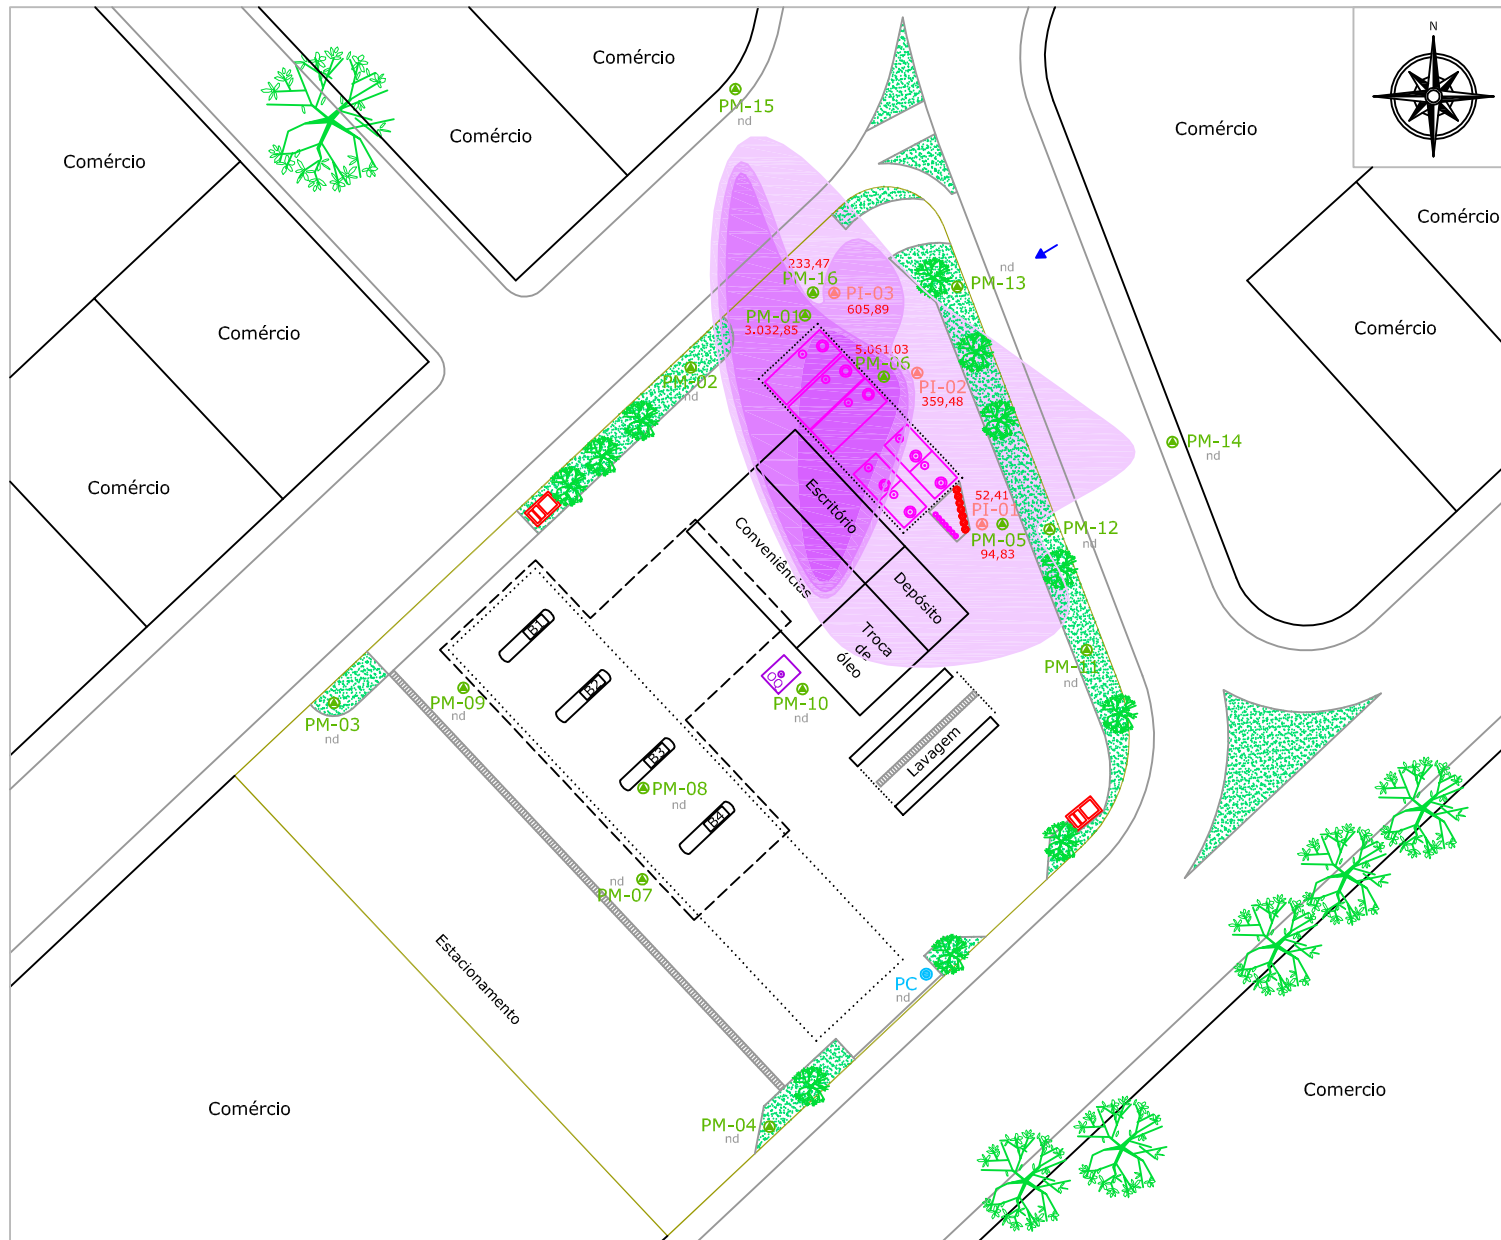 N
Comércio
PM-15
nd
Comércio
Comércio
Comércio
Comércio
Comércio
Comércio
Comércio
233,47
PM-16
PI-03
605,89
PM-01
3.032,85
nd
PM-13
5.061,03
PM-06
PI-02
359,48
PM-02
nd
PM-14
nd
52,41
PI-01
PM-05
94,83
PM-12
nd
Escritório
Conveniências
Depósito
Troca
de
óleo
B1
B2
B3
B4
PM-11
nd
PM-03
nd
PM-09
nd
OQ
PM-10
nd
Lavagem
PM-08
nd
nd
PM-07
Estacionamento
PC
nd
Comércio
Comercio
PM-04
nd